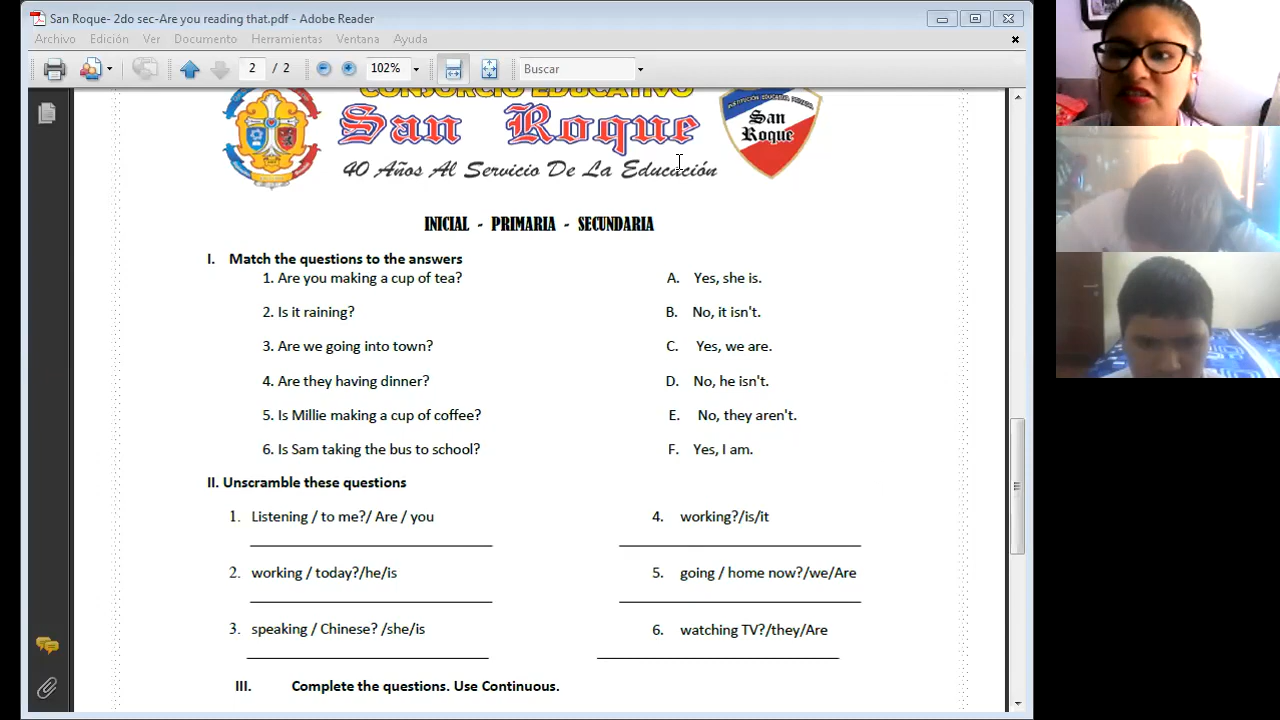 San Roque- 2do sec-Are you reading that.pdf - Adobe Reader
Archivo Edición Ver Documento Herramientas Ventana Ayuda
2 / 2 102% Buscar
CONSORCIO EDUCATIVO
San Roque
40 Años Al Servicio De La Educación
INSTITUCIÓN EDUCATIVA PRIVADA
San
Roque
INICIAL - PRIMARIA - SECUNDARIA
I. Match the questions to the answers
1. Are you making a cup of tea? A. Yes, she is.
2. Is it raining? B. No, it isn't.
3. Are we going into town? C. Yes, we are.
4. Are they having dinner? D. No, he isn't.
5. Is Millie making a cup of coffee? E. No, they aren't.
6. Is Sam taking the bus to school? F. Yes, I am.
II. Unscramble these questions
1. Listening / to me?/ Are / you 4. working?/is/it
2. working / today?/he/is 5. going / home now?/we/Are
3. speaking / Chinese? /she/is 6. watching TV?/they/Are
III. Complete the questions. Use Continuous.